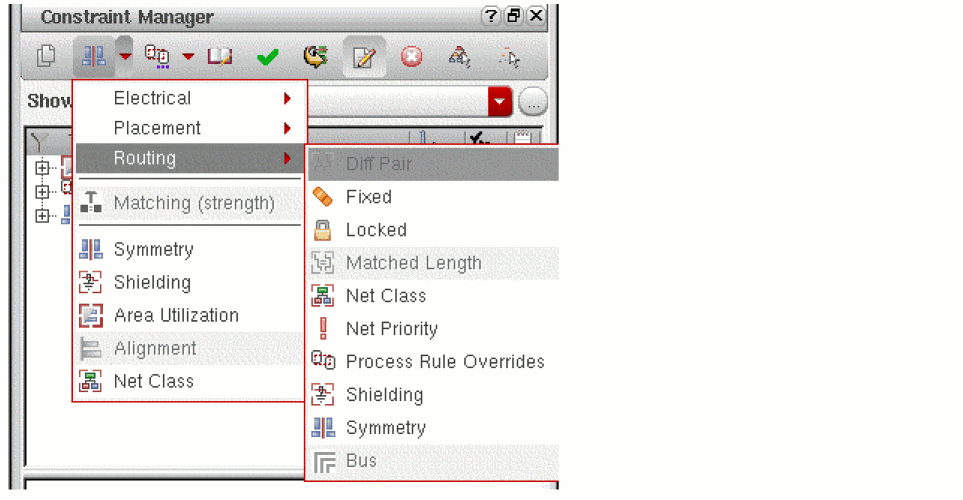 Constraint Manager
Show
Electrical
Placement
Routing
Matching (strength)
Symmetry
Shielding
Area Utilization
Alignment
Net Class
Diff Pair
Fixed
Locked
Matched Length
Net Class
Net Priority
Process Rule Overrides
Shielding
Symmetry
Bus